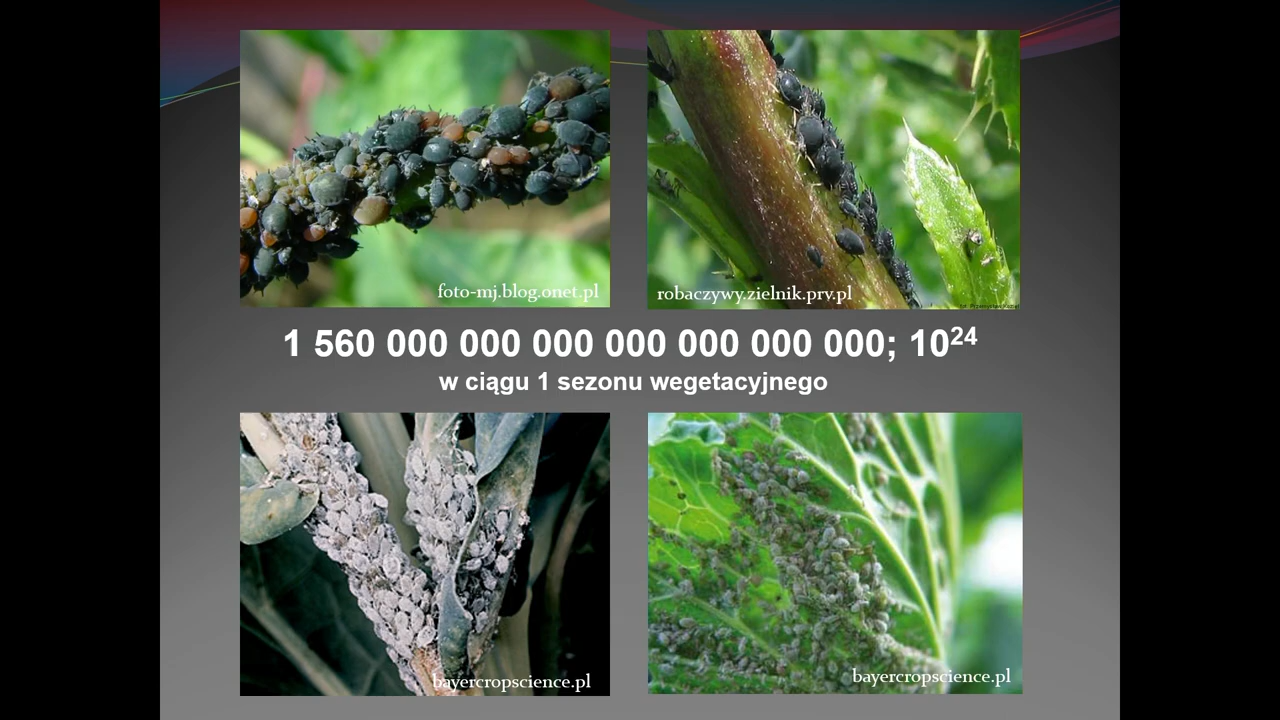 foto-mj.blog.onet.pl
robaczywy.zielnik.prv.pl
1 560 000 000 000 000 000 000 000; 10²⁴
w ciągu 1 sezonu wegetacyjnego
bayercropscience.pl
bayercropscience.pl